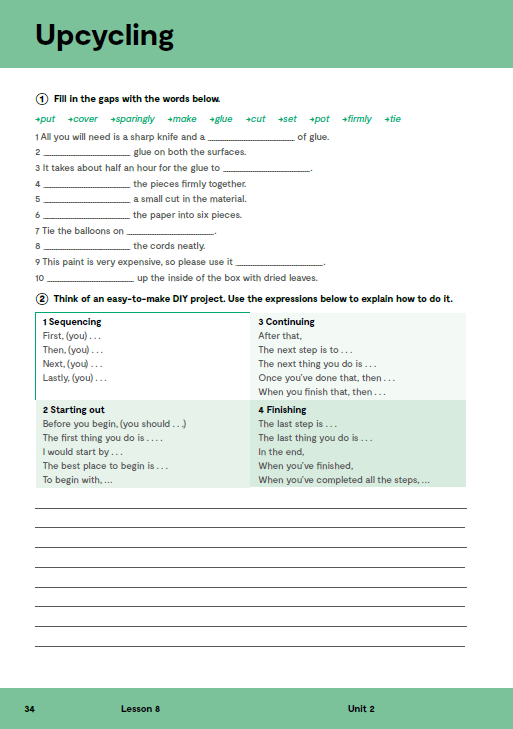 Upcycling
1 Fill in the gaps with the words below.
→put →cover →sparingly →make →glue →cut →set →pot →firmly →tie
1 All you will need is a sharp knife and a ____________ of glue.
2 ____________ glue on both the surfaces.
3 It takes about half an hour for the glue to ____________.
4 ____________ the pieces firmly together.
5 ____________ a small cut in the material.
6 ____________ the paper into six pieces.
7 Tie the balloons on ____________.
8 ____________ the cords neatly.
9 This paint is very expensive, so please use it ____________.
10 ____________ up the inside of the box with dried leaves.
2 Think of an easy-to-make DIY project. Use the expressions below to explain how to do it.
1 Sequencing
First, (you) . . .
Then, (you) . . .
Next, (you) . . .
Lastly, (you) . . .
3 Continuing
After that,
The next step is to . . .
The next thing you do is . . .
Once you've done that, then . . .
When you finish that, then . . .
2 Starting out
Before you begin, (you should . . .)
The first thing you do is . . . .
I would start by . . .
The best place to begin is . . .
To begin with, ...
4 Finishing
The last step is . . .
The last thing you do is . . .
In the end,
When you've finished,
When you've completed all the steps, ...
34 Lesson 8 Unit 2